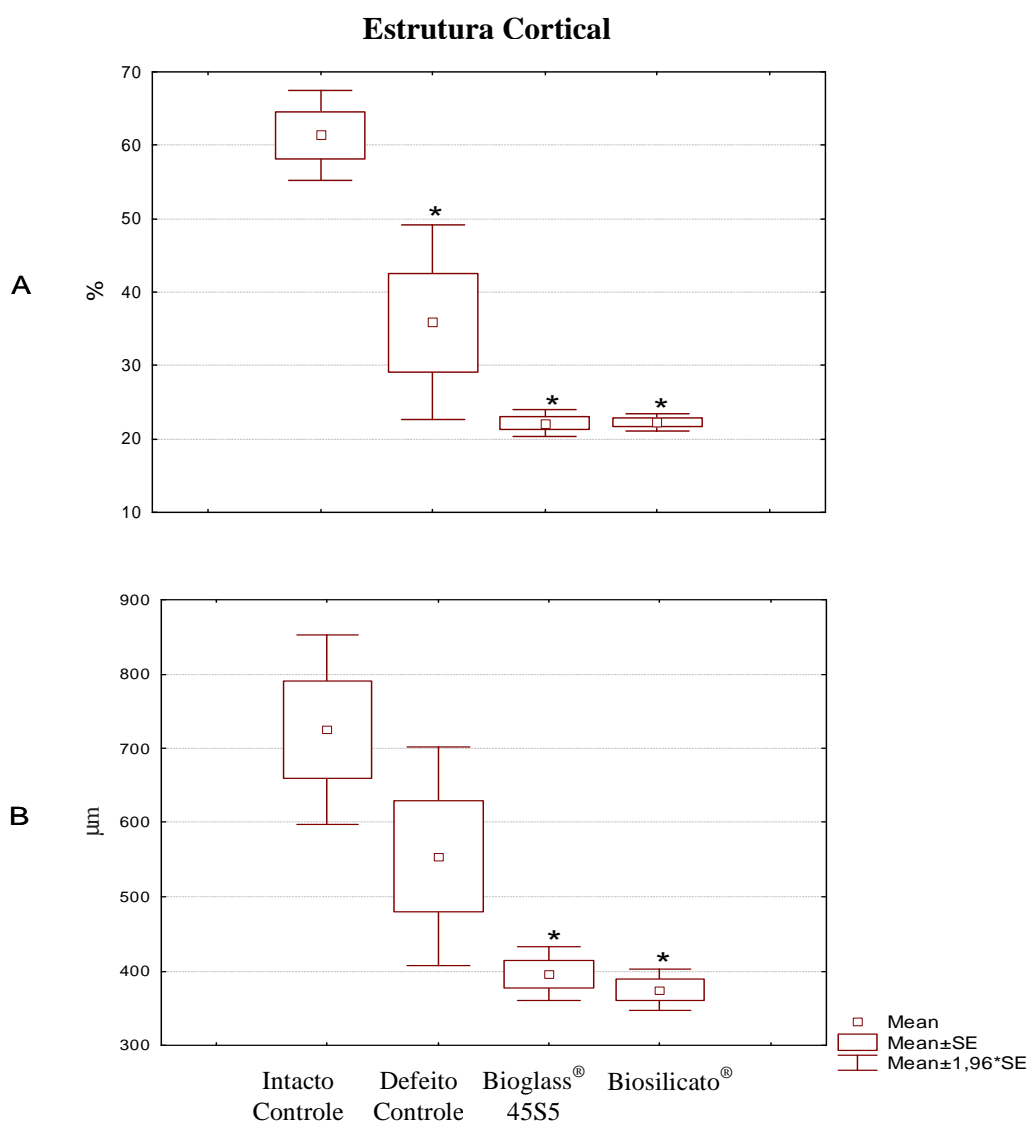 Estrutura Cortical
A
%
70
60
50
40
30
20
10
*
*
*
B
µm
900
800
700
600
500
400
300
*
*
Intacto
Controle
Defeito
Controle
Bioglass®
45S5
Biosilicato®
Mean
Mean±SE
Mean±1,96*SE